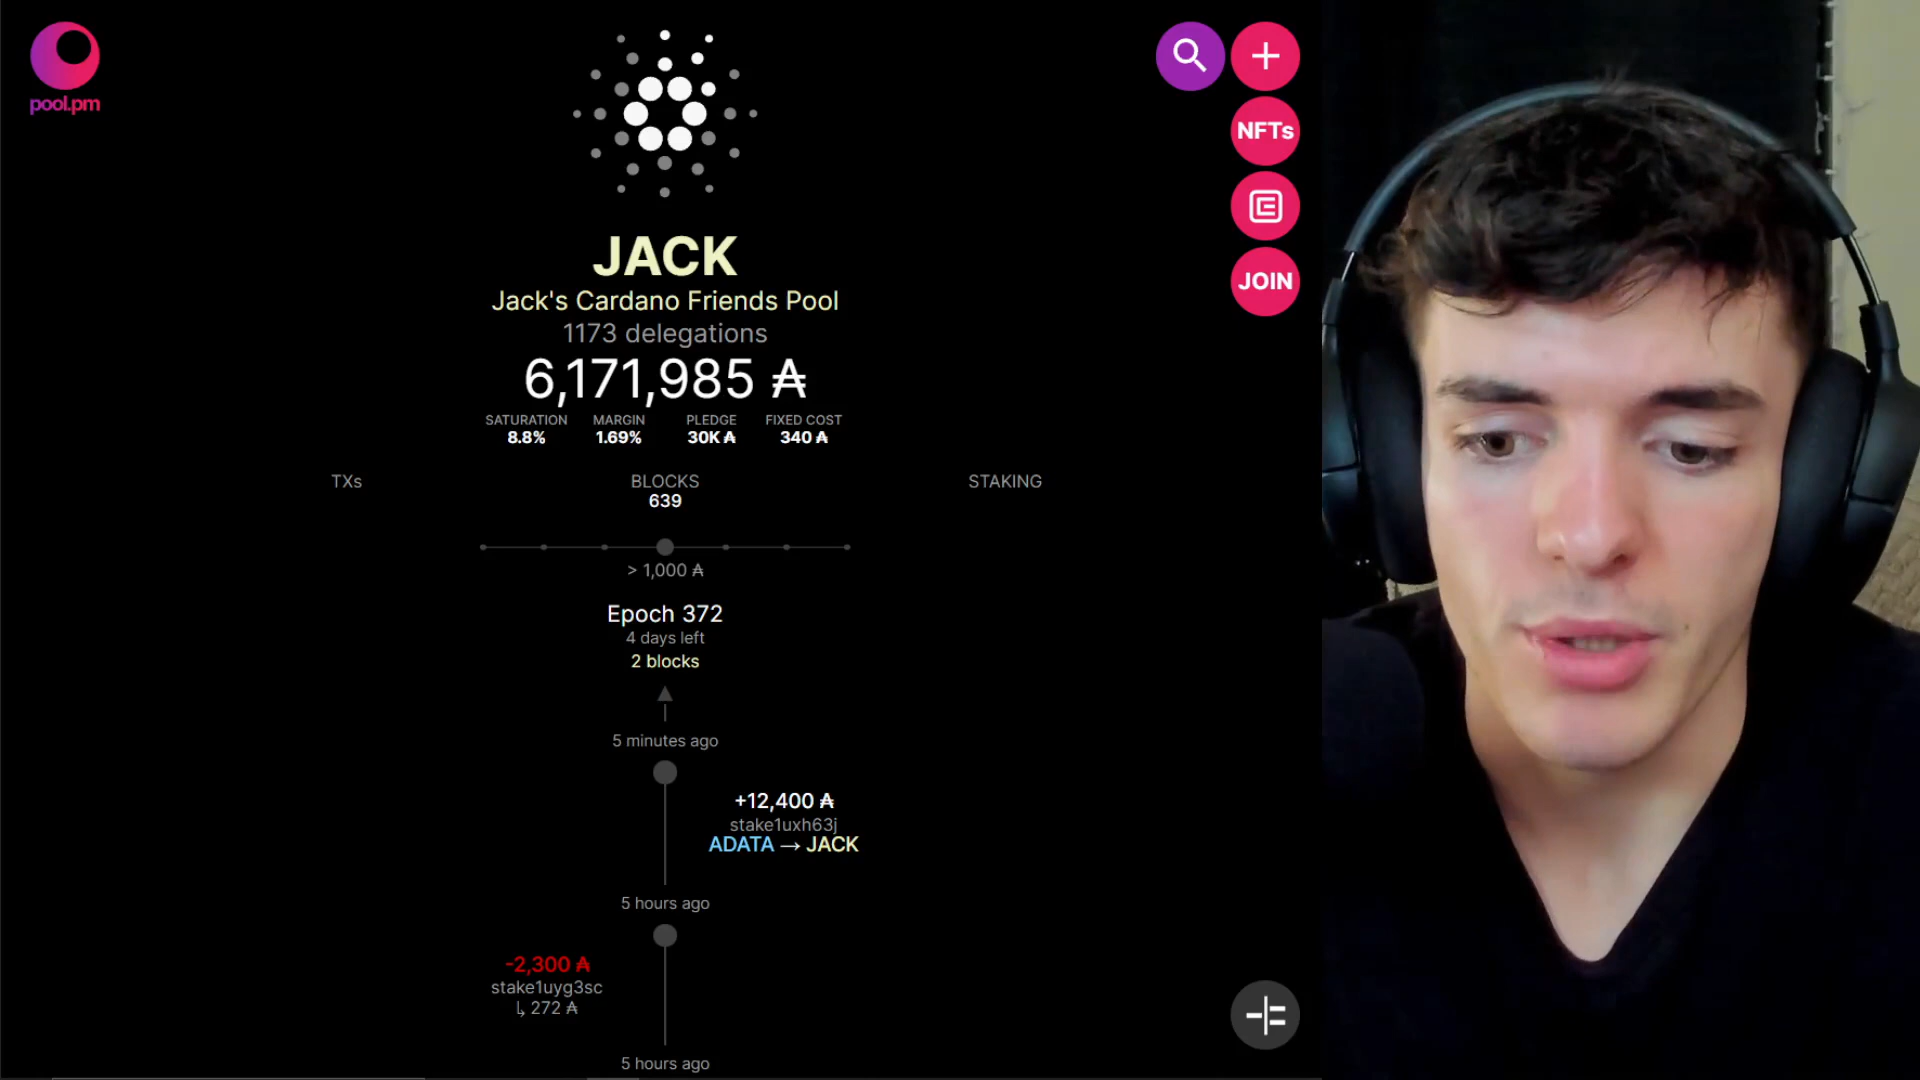 pool.pm
NFTs
JOIN
JACK
Jack's Cardano Friends Pool
1173 delegations
6,171,985 ₳
SATURATION MARGIN PLEDGE FIXED COST
8.8% 1.69% 30K ₳ 340 ₳
TXs BLOCKS STAKING
639
> 1,000 ₳
Epoch 372
4 days left
2 blocks
5 minutes ago
+12,400 ₳
stake1uxh63j
ADATA → JACK
5 hours ago
-2,300 ₳
stake1uyg3sc
↳ 272 ₳
5 hours ago